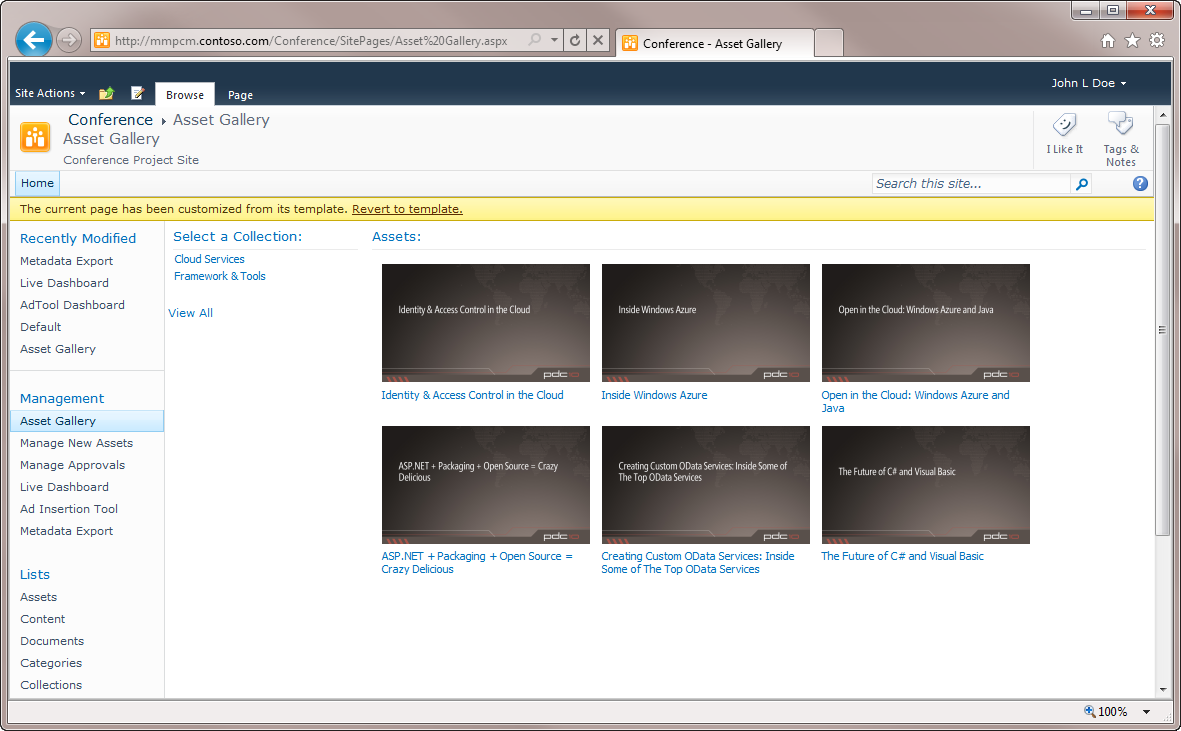 http://mmpcm.contoso.com/Conference/SitePages/Asset%20Gallery.aspx
Conference - Asset Gallery
Site Actions
Browse
Page
John L Doe
Conference ▸ Asset Gallery
Asset Gallery
Conference Project Site
I Like It
Tags &
Notes
Home
Search this site...
The current page has been customized from its template. Revert to template.
Recently Modified
Metadata Export
Live Dashboard
AdTool Dashboard
Default
Asset Gallery
Management
Asset Gallery
Manage New Assets
Manage Approvals
Live Dashboard
Ad Insertion Tool
Metadata Export
Lists
Assets
Content
Documents
Categories
Collections
Select a Collection:
Cloud Services
Framework & Tools
View All
Assets:
Identity & Access Control in the Cloud
pdc10
Identity & Access Control in the Cloud
Inside Windows Azure
pdc10
Inside Windows Azure
Open in the Cloud: Windows Azure and Java
pdc10
Open in the Cloud: Windows Azure and
Java
ASP.NET + Packaging + Open Source = Crazy
Delicious
pdc10
ASP.NET + Packaging + Open Source =
Crazy Delicious
Creating Custom OData Services: Inside Some of
The Top OData Services
pdc10
Creating Custom OData Services: Inside
Some of The Top OData Services
The Future of C# and Visual Basic
pdc10
The Future of C# and Visual Basic
100%